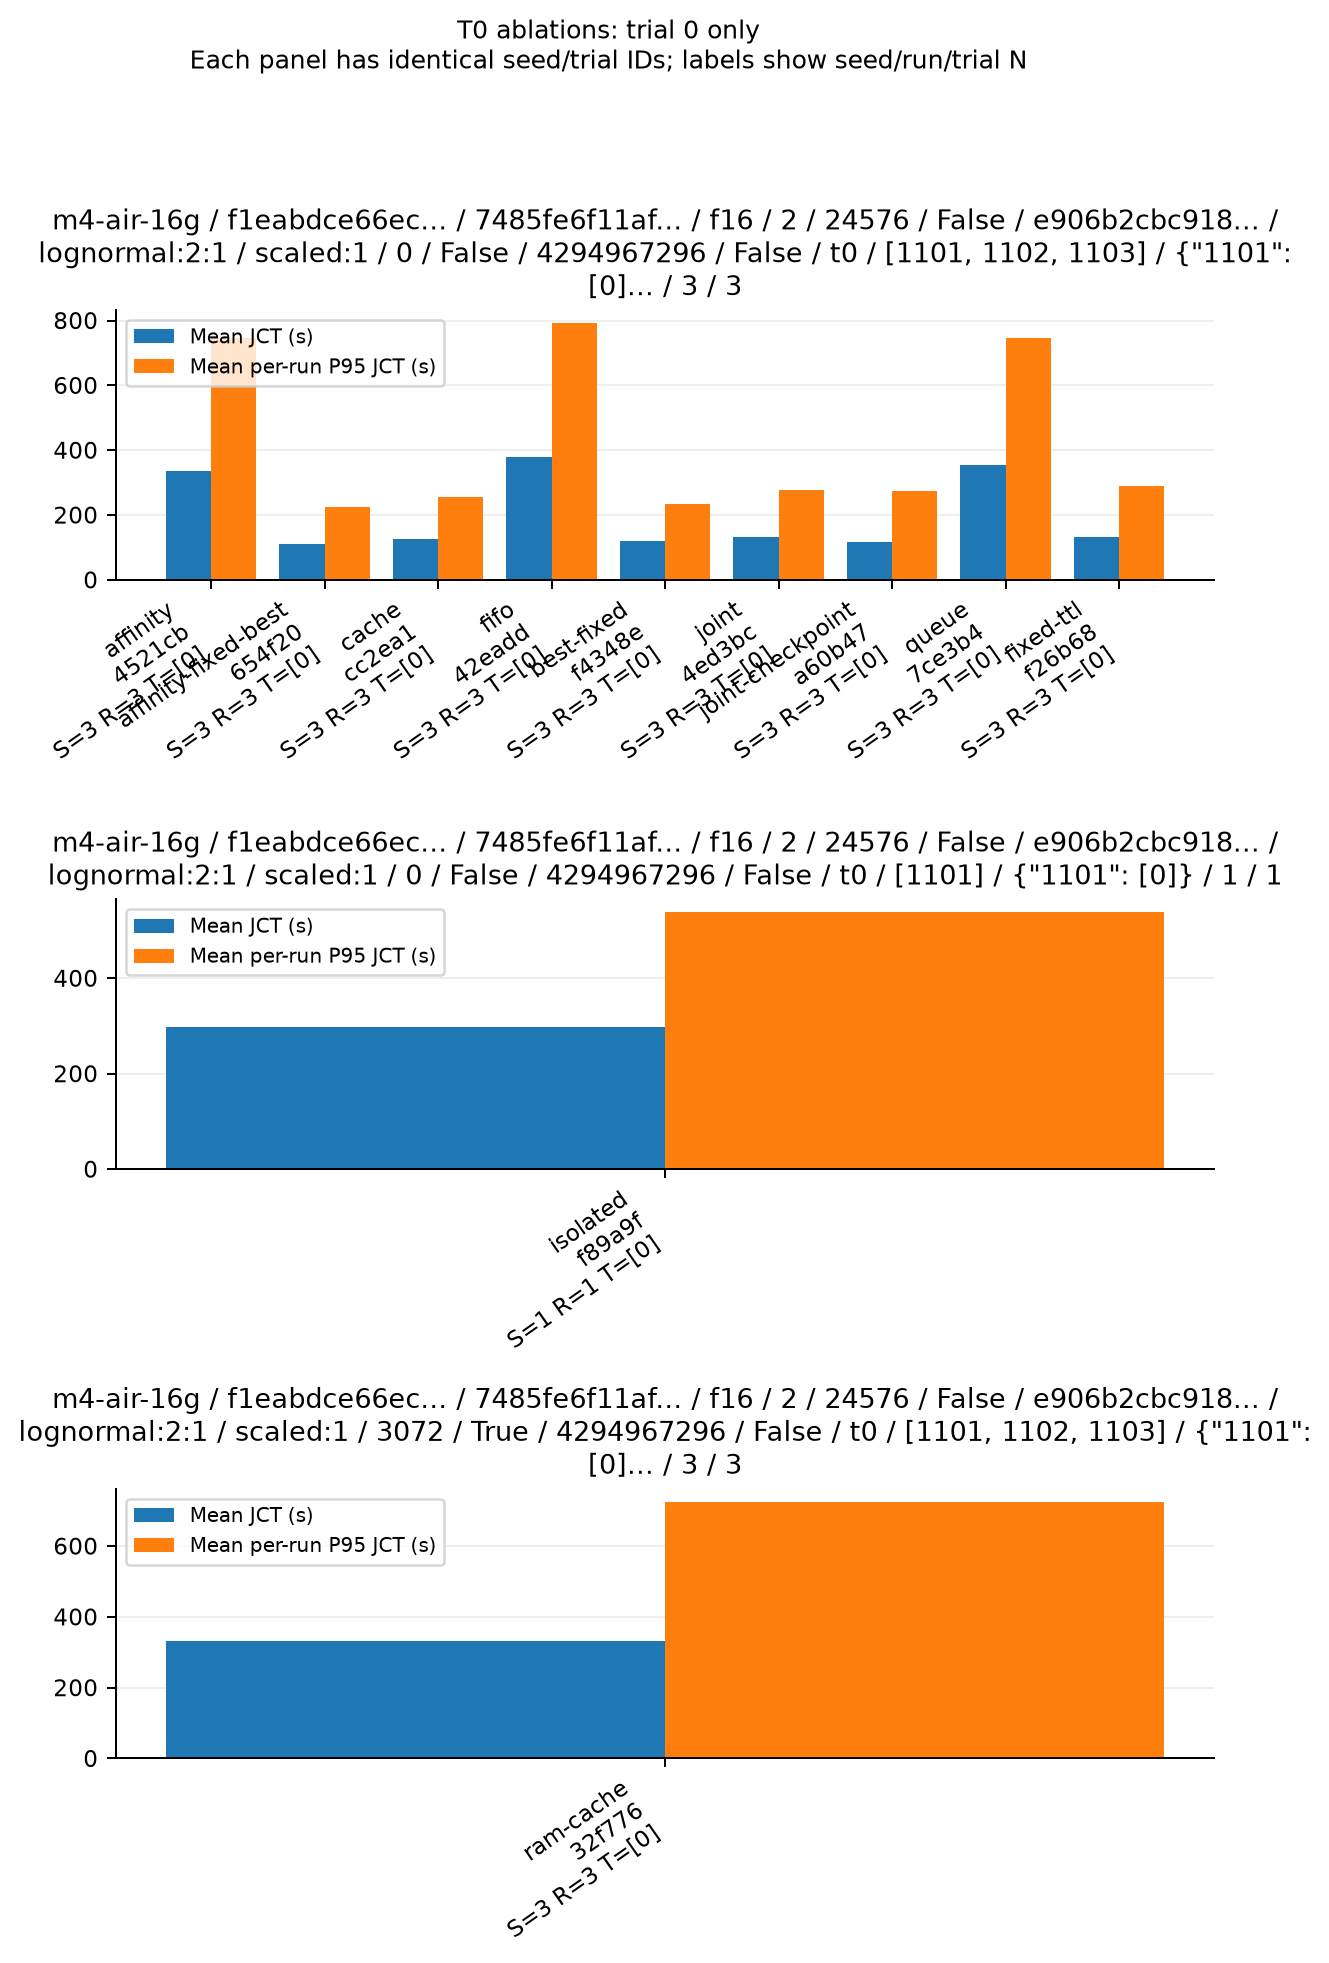 T0 ablations: trial 0 only
Each panel has identical seed/trial IDs; labels show seed/run/trial N
m4-air-16g / f1eabdce66ec... / 7485fe6f11af... / f16 / 2 / 24576 / False / e906b2cbc918... /
lognormal:2:1 / scaled:1 / 0 / False / 4294967296 / False / t0 / [1101, 1102, 1103] / {"1101":
[0]... / 3 / 3
800
600
400
200
0
Mean JCT (s)
Mean per-run P95 JCT (s)
affinity
4521cb
S=3 R=3 T=[0]
affinity-fixed-best
654f20
S=3 R=3 T=[0]
cache
cc2ea1
S=3 R=3 T=[0]
fifo
42eadd
S=3 R=3 T=[0]
best-fixed
f4348e
S=3 R=3 T=[0]
joint
4ed3bc
S=3 R=3 T=[0]
joint-checkpoint
a60b47
S=3 R=3 T=[0]
queue
7ce3b4
S=3 R=3 T=[0]
fixed-ttl
f26b68
S=3 R=3 T=[0]
m4-air-16g / f1eabdce66ec... / 7485fe6f11af... / f16 / 2 / 24576 / False / e906b2cbc918... /
lognormal:2:1 / scaled:1 / 0 / False / 4294967296 / False / t0 / [1101] / {"1101": [0]} / 1 / 1
400
200
0
Mean JCT (s)
Mean per-run P95 JCT (s)
isolated
f89a9f
S=1 R=1 T=[0]
m4-air-16g / f1eabdce66ec... / 7485fe6f11af... / f16 / 2 / 24576 / False / e906b2cbc918... /
lognormal:2:1 / scaled:1 / 3072 / True / 4294967296 / False / t0 / [1101, 1102, 1103] / {"1101":
[0]... / 3 / 3
600
400
200
0
Mean JCT (s)
Mean per-run P95 JCT (s)
ram-cache
32f776
S=3 R=3 T=[0]